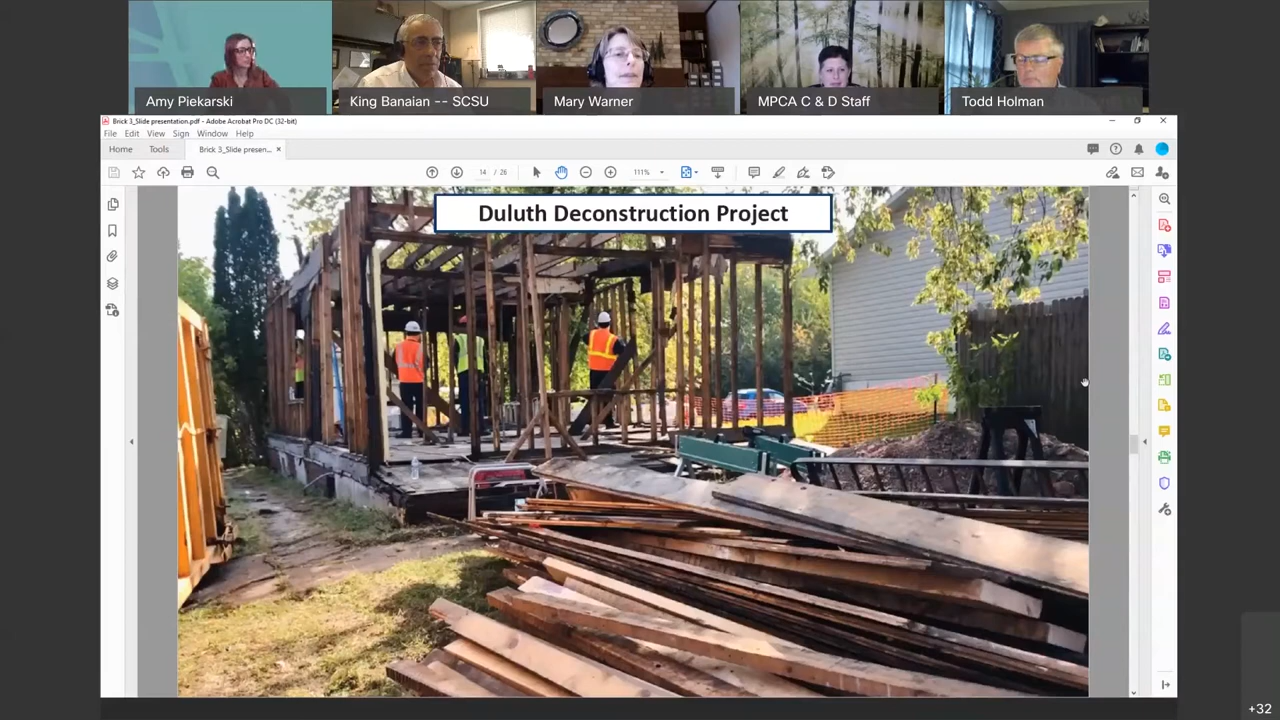 Amy Piekarski
King Banaian -- SCSU
Mary Warner
MPCA C & D Staff
Todd Holman
Brick 3_Slide presentation.pdf - Adobe Acrobat Pro DC (32-bit)
File Edit View Sign Window Help
Home Tools Brick 3_Slide presen...
14 / 26 111%
Duluth Deconstruction Project
+32